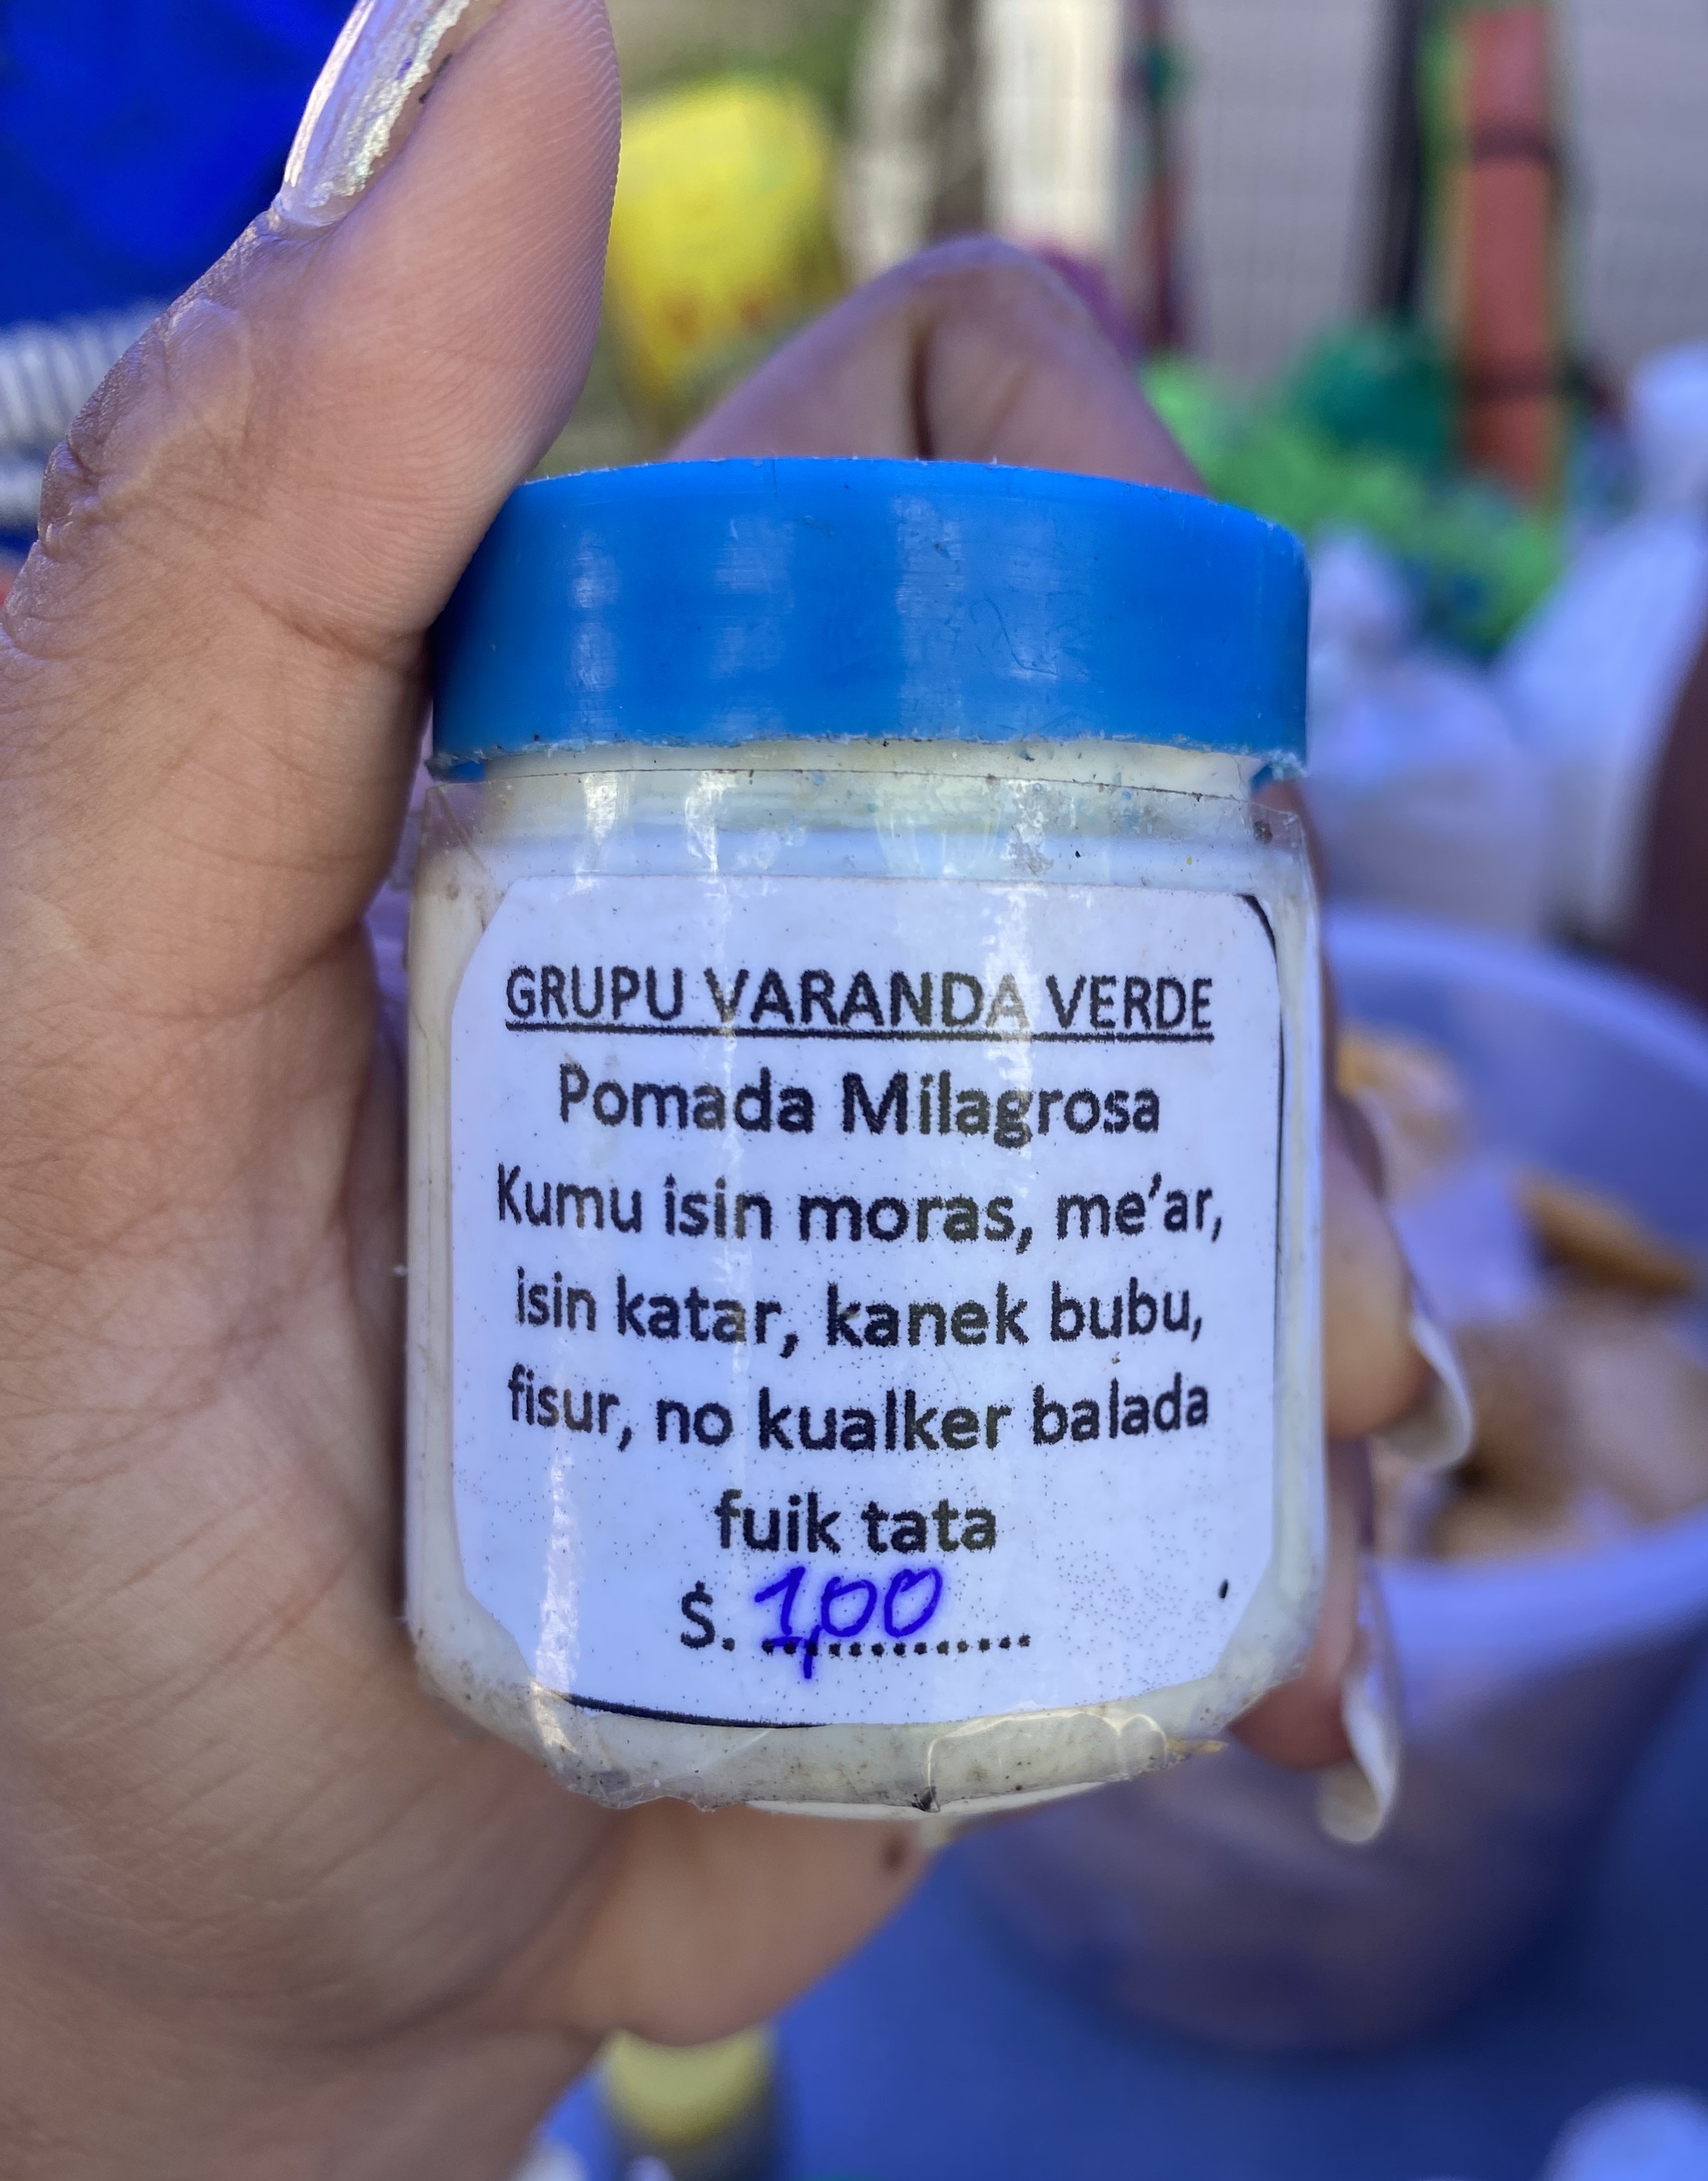 GRUPU VARANDA VERDE
Pomada Milagrosa
Kumu isin moras, me’ar,
isin katar, kanek bubu,
fisur, no kualker balada
fuik tata
$. 1,00